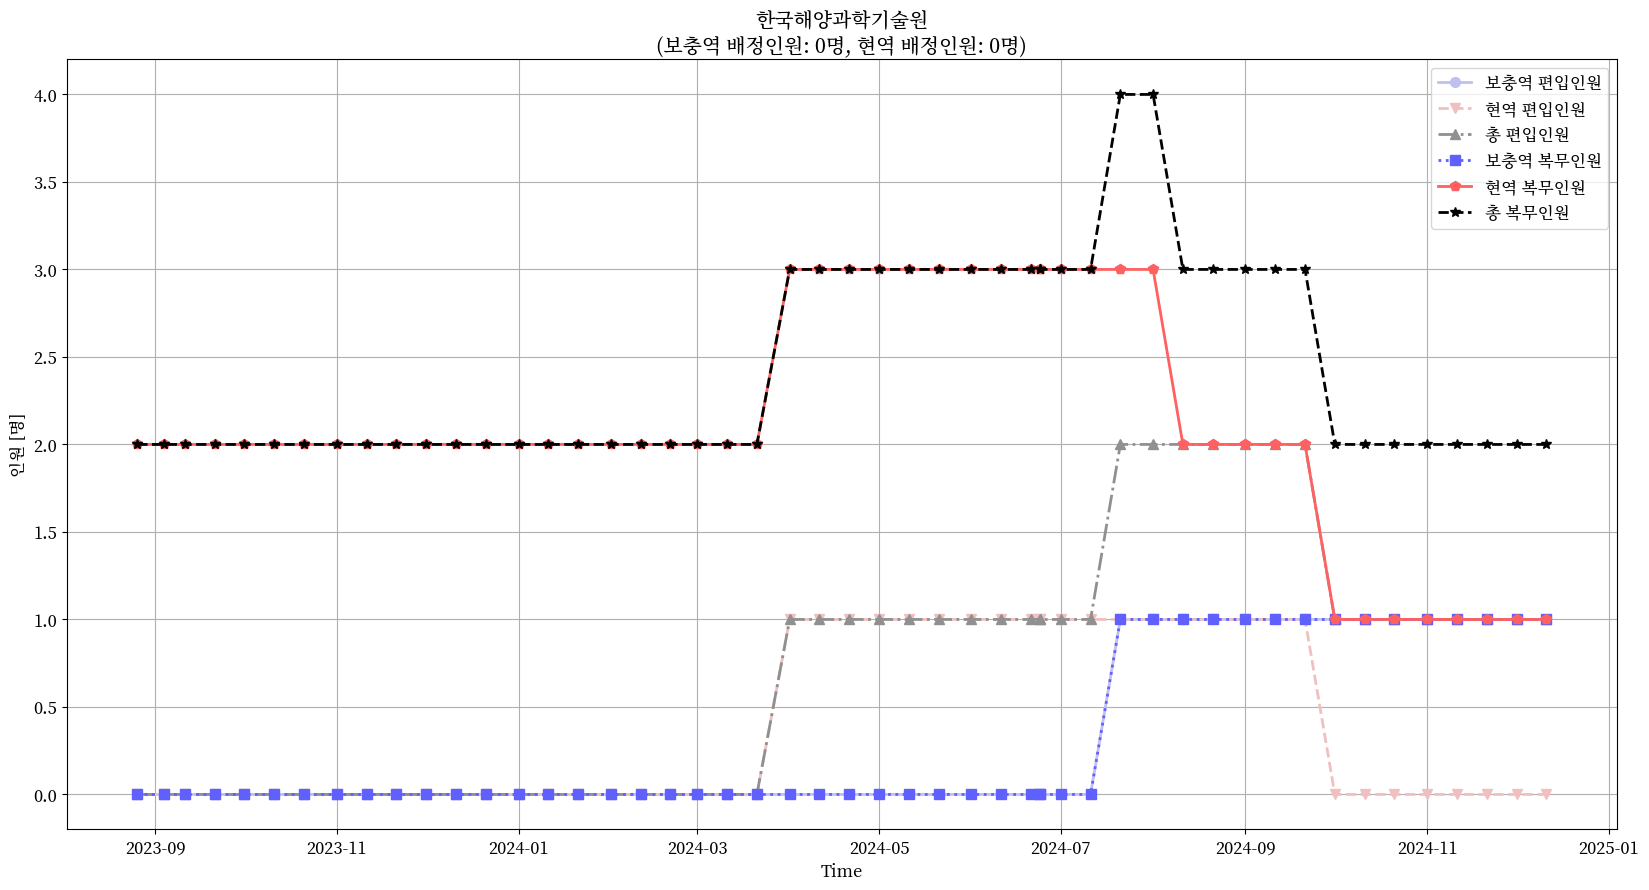 한국해양과학기술원
(보충역 배정인원: 0명, 현역 배정인원: 0명)
보충역 편입인원
현역 편입인원
총 편입인원
보충역 복무인원
현역 복무인원
총 복무인원
인원 [명]
4.0
3.5
3.0
2.5
2.0
1.5
1.0
0.5
0.0
2023-09 2023-11 2024-01 2024-03 2024-05 2024-07 2024-09 2024-11 2025-01
Time